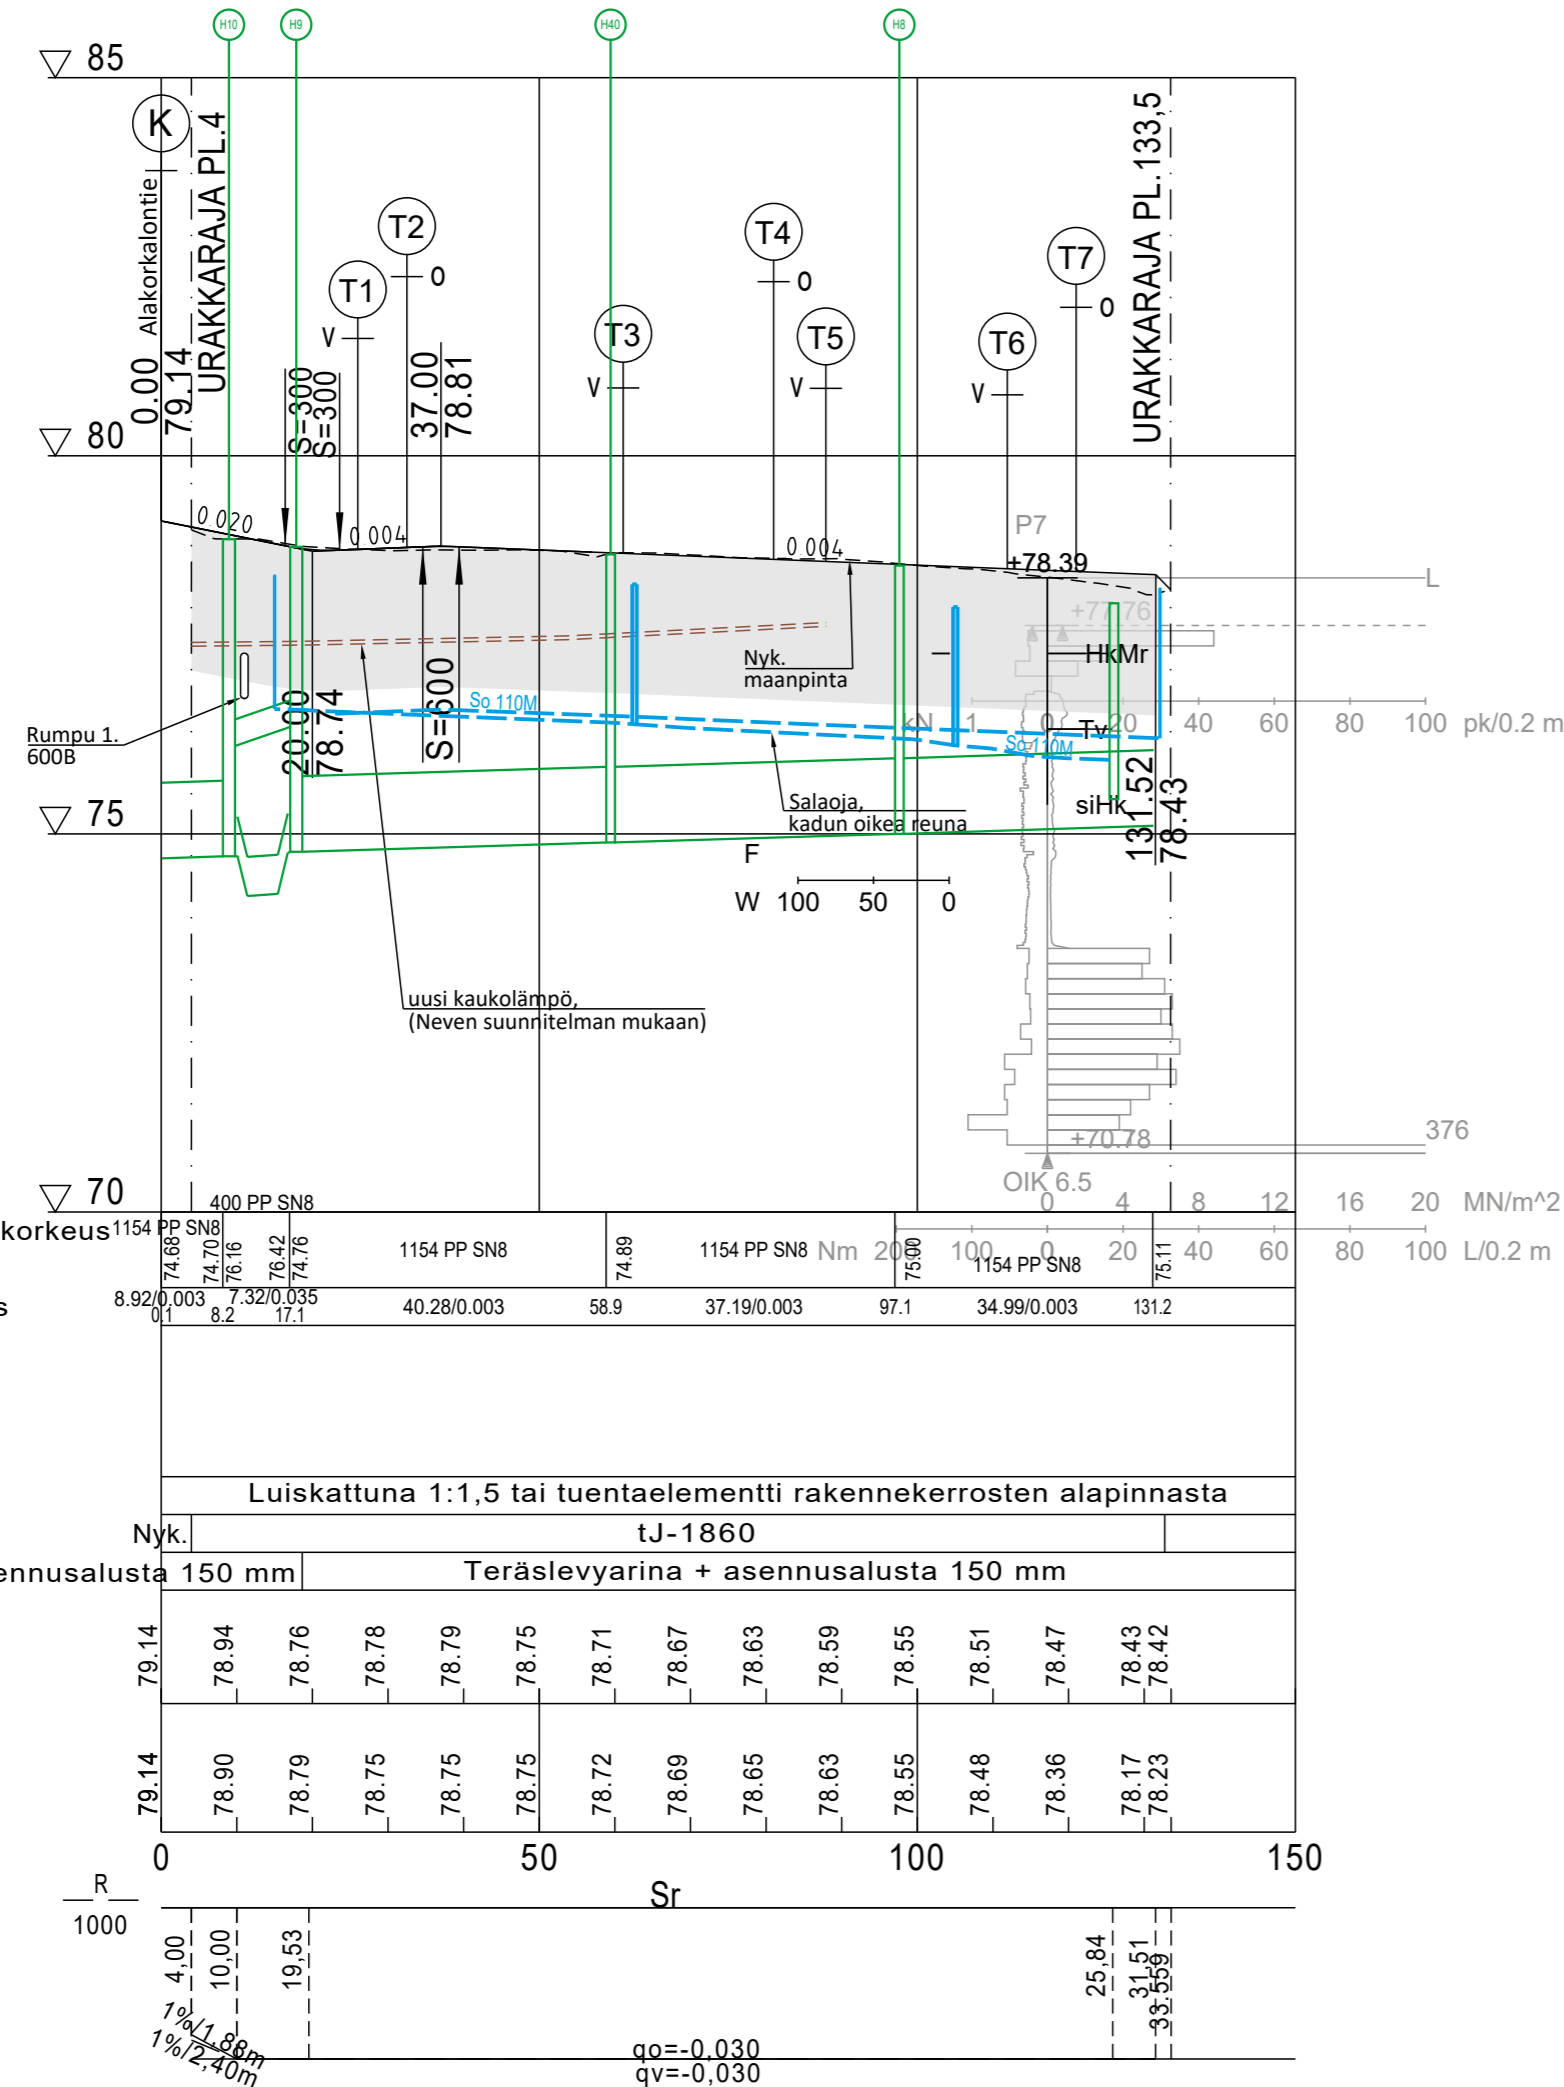 H10 H9 H40 H8
85
K
Alakorkalontie
0.00
79.14
URAKKARAJA PL.4
URAKKARAJA PL.133,5
T2
O
T4
O
T7
O
T1
V
T3
V
T5
V
T6
V
S=300
S=300
37.00
78.81
80
0.020
0.004
0.004
P7
+78.39
L
+77.76
HkMr
Nyk.
maanpinta
So 110M
Rumpu 1.
600B
20.00
78.74
S=600
kN 1 0 20 40 60 80 100 pk/0.2 m
Tv
So 110M
siHk
131.52
78.43
Salaoja,
kadun oikea reuna
75
F
W 100 50 0
uusi kaukolämpö,
(Neven suunnitelman mukaan)
+70.78
376
OIK 6.5
70
0 4 8 12 16 20 MN/m^2
400 PP SN8
korkeus
1154 PP SN8
74.68 74.70 76.16 76.42 74.76
1154 PP SN8
74.89
1154 PP SN8
75.00
1154 PP SN8
75.11
Nm 200 100 0 20 40 60 80 100 L/0.2 m
s
8.92/0.003 7.32/0.035 40.28/0.003 58.9 37.19/0.003 97.1 34.99/0.003 131.2
0.1 8.2 17.1
Luiskattuna 1:1,5 tai tuentaelementti rakennekerrosten alapinnasta
Nyk. tJ-1860
ennusalusta 150 mm Teräslevyarina + asennusalusta 150 mm
79.14 78.94 78.76 78.78 78.79 78.75 78.71 78.67 78.63 78.59 78.55 78.51 78.47 78.43 78.42
79.14 78.90 78.79 78.75 78.75 78.75 78.72 78.69 78.65 78.63 78.55 78.48 78.36 78.17 78.23
0 50 100 150
R
1000
Sr
4,00 10,00 19,53 25,84 31,51 33.559
1%/1,88m
1%/2,40m
qo=-0,030
qv=-0,030